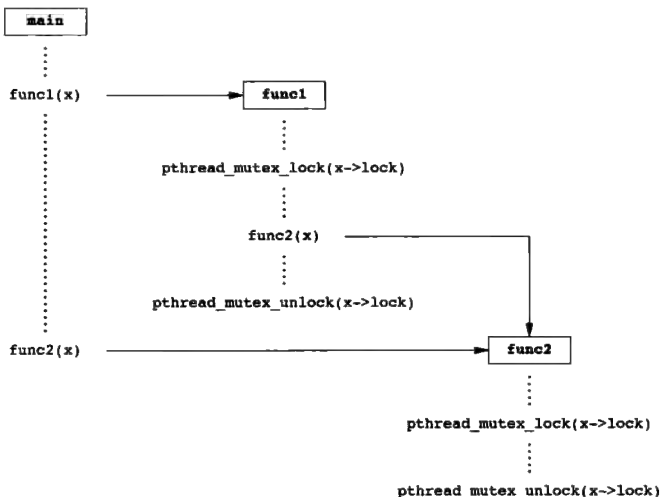 main
func1(x)
func1
pthread_mutex_lock(x->lock)
func2(x)
pthread_mutex_unlock(x->lock)
func2(x)
func2
pthread_mutex_lock(x->lock)
pthread_mutex_unlock(x->lock)